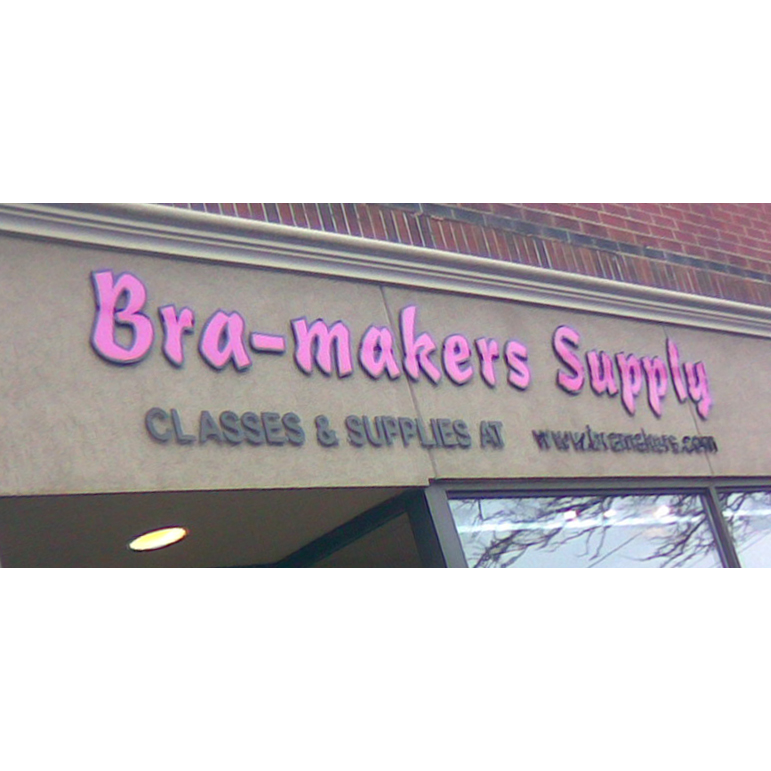 Bra-makers Supply
CLASSES & SUPPLIES AT www.bramakers.com